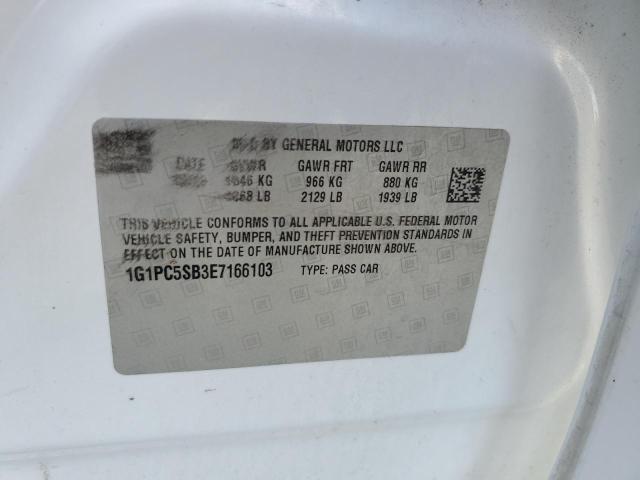 BY GENERAL MOTORS LLC
DATE GVWR GAWR FRT GAWR RR
1846 KG 966 KG 880 KG
LB 2129 LB 1939 LB
THIS VEHICLE CONFORMS TO ALL APPLICABLE U.S. FEDERAL MOTOR
VEHICLE SAFETY, BUMPER, AND THEFT PREVENTION STANDARDS IN
EFFECT ON THE DATE OF MANUFACTURE SHOWN ABOVE.
1G1PC5SB3E7166103 TYPE: PASS CAR